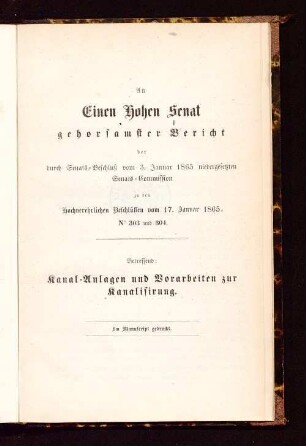 An
Einen Hohen Senat
gehorsamster Bericht
der
durch Senats-Beschluß vom 3. Januar 1865 niedergesetzten
Senats-Commission
zu den
hochverehrlichen Beschlüssen vom 17. Januar 1865.
Nº 303 und 304.
Betreffend:
Kanal-Anlagen und Vorarbeiten zur
Kanalisirung.
Im Manuscript gedruckt.